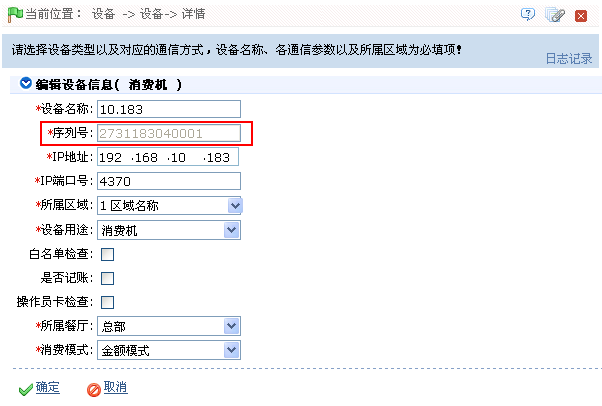 当前位置： 设备 -> 设备-> 详情
请选择设备类型以及对应的通信方式，设备名称、各通信参数以及所属区域为必填项！
日志记录
编辑设备信息( 消费机 )
*设备名称: 10.183
*序列号: 2731183040001
*IP地址: 192 .168 .10 .183
*IP端口号: 4370
*所属区域: 1 区域名称
*设备用途: 消费机
白名单检查:
是否记账:
操作员卡检查:
*所属餐厅: 总部
*消费模式: 金额模式
确定 取消